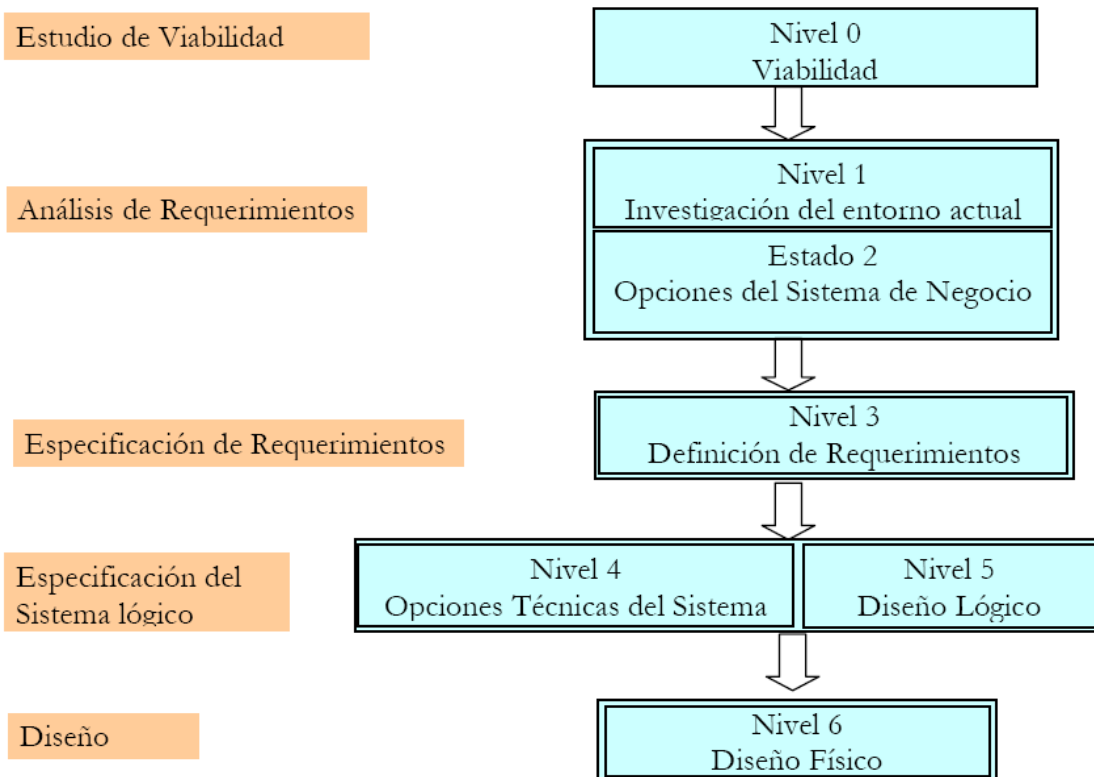 Estudio de Viabilidad
Nivel 0
Viabilidad
Análisis de Requerimientos
Nivel 1
Investigación del entorno actual
Estado 2
Opciones del Sistema de Negocio
Especificación de Requerimientos
Nivel 3
Definición de Requerimientos
Especificación del
Sistema lógico
Nivel 4
Opciones Técnicas del Sistema
Nivel 5
Diseño Lógico
Diseño
Nivel 6
Diseño Físico